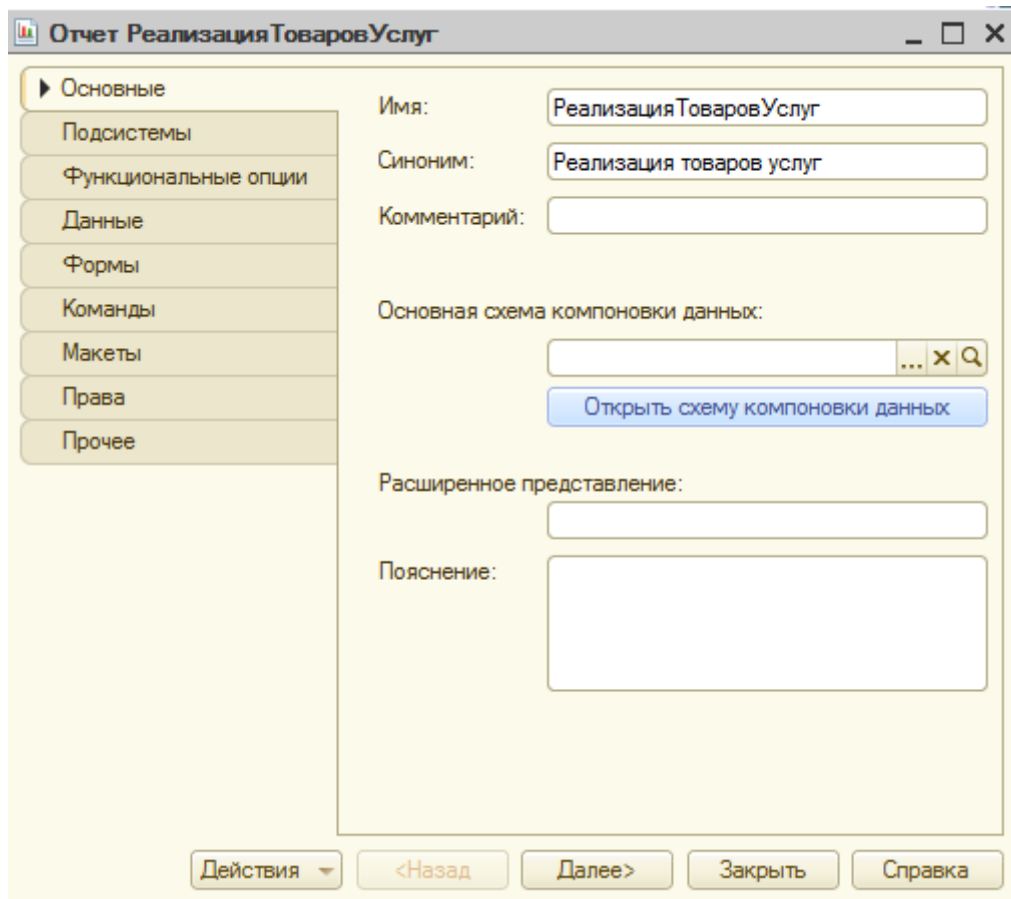 Отчет РеализацияТоваровУслуг
Основные
Подсистемы
Функциональные опции
Данные
Формы
Команды
Макеты
Права
Прочее
Имя: РеализацияТоваровУслуг
Синоним: Реализация товаров услуг
Комментарий:
Основная схема компоновки данных:
...
Открыть схему компоновки данных
Расширенное представление:
Пояснение:
Действия <Назад Далее> Закрыть Справка